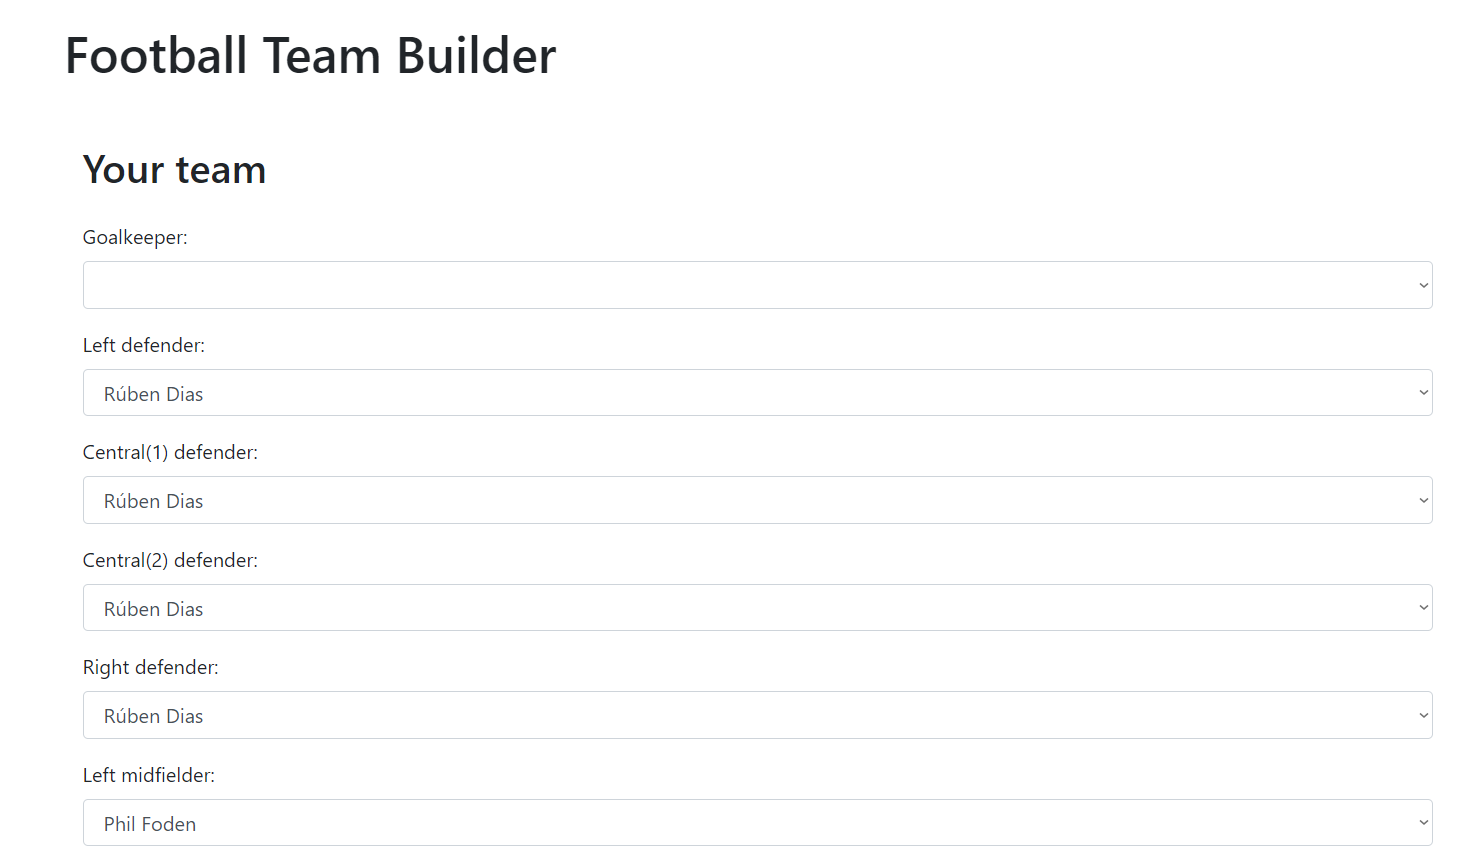 Football Team Builder
Your team
Goalkeeper:
Left defender:
Rúben Dias
Central(1) defender:
Rúben Dias
Central(2) defender:
Rúben Dias
Right defender:
Rúben Dias
Left midfielder:
Phil Foden